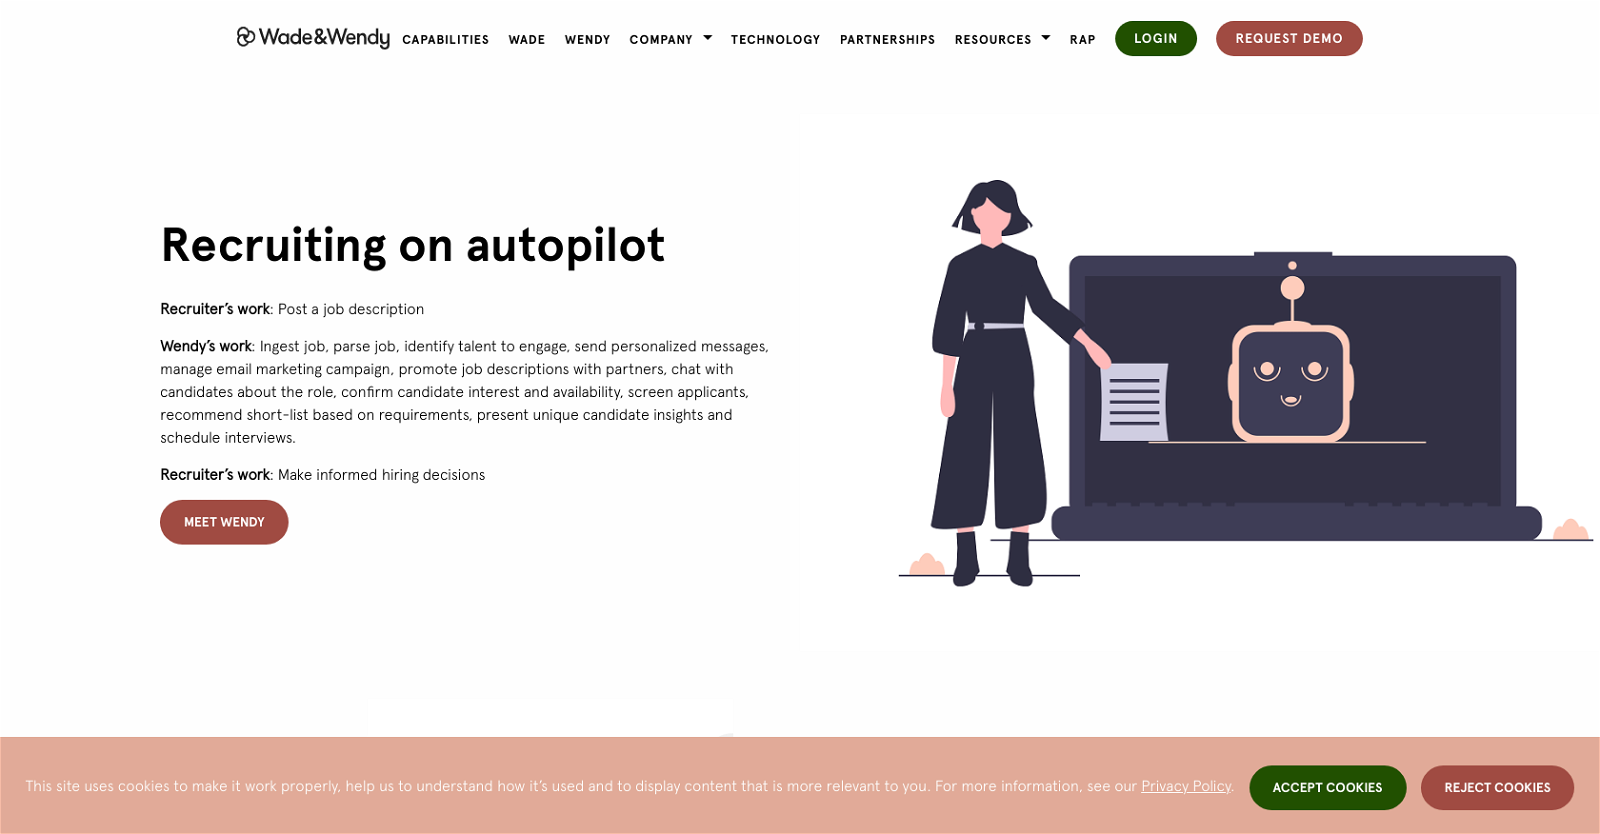 Wade&Wendy CAPABILITIES WADE WENDY COMPANY TECHNOLOGY PARTNERSHIPS RESOURCES RAP LOGIN REQUEST DEMO
Recruiting on autopilot
Recruiter’s work: Post a job description
Wendy’s work: Ingest job, parse job, identify talent to engage, send personalized messages,
manage email marketing campaign, promote job descriptions with partners, chat with
candidates about the role, confirm candidate interest and availability, screen applicants,
recommend short-list based on requirements, present unique candidate insights and
schedule interviews.
Recruiter’s work: Make informed hiring decisions
MEET WENDY
This site uses cookies to make it work properly, help us to understand how it’s used and to display content that is more relevant to you. For more information, see our Privacy Policy. ACCEPT COOKIES REJECT COOKIES